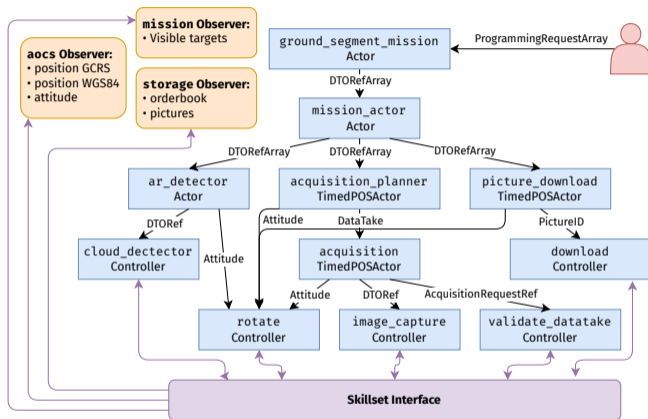 mission Observer:
• Visible targets
aocs Observer:
• position GCRS
• position WGS84
• attitude
storage Observer:
• orderbook
• pictures
ground_segment_mission
Actor
ProgrammingRequestArray
DTORefArray
mission_actor
Actor
DTORefArray
DTORefArray
DTORefArray
ar_detector
Actor
acquisition_planner
TimedPOSActor
picture_download
TimedPOSActor
DTORef
Attitude
Attitude
DataTake
PictureID
cloud_dectector
Controller
acquisition
TimedPOSActor
download
Controller
Attitude
DTORef
AcquisitionRequestRef
rotate
Controller
image_capture
Controller
validate_datatake
Controller
Skillset Interface